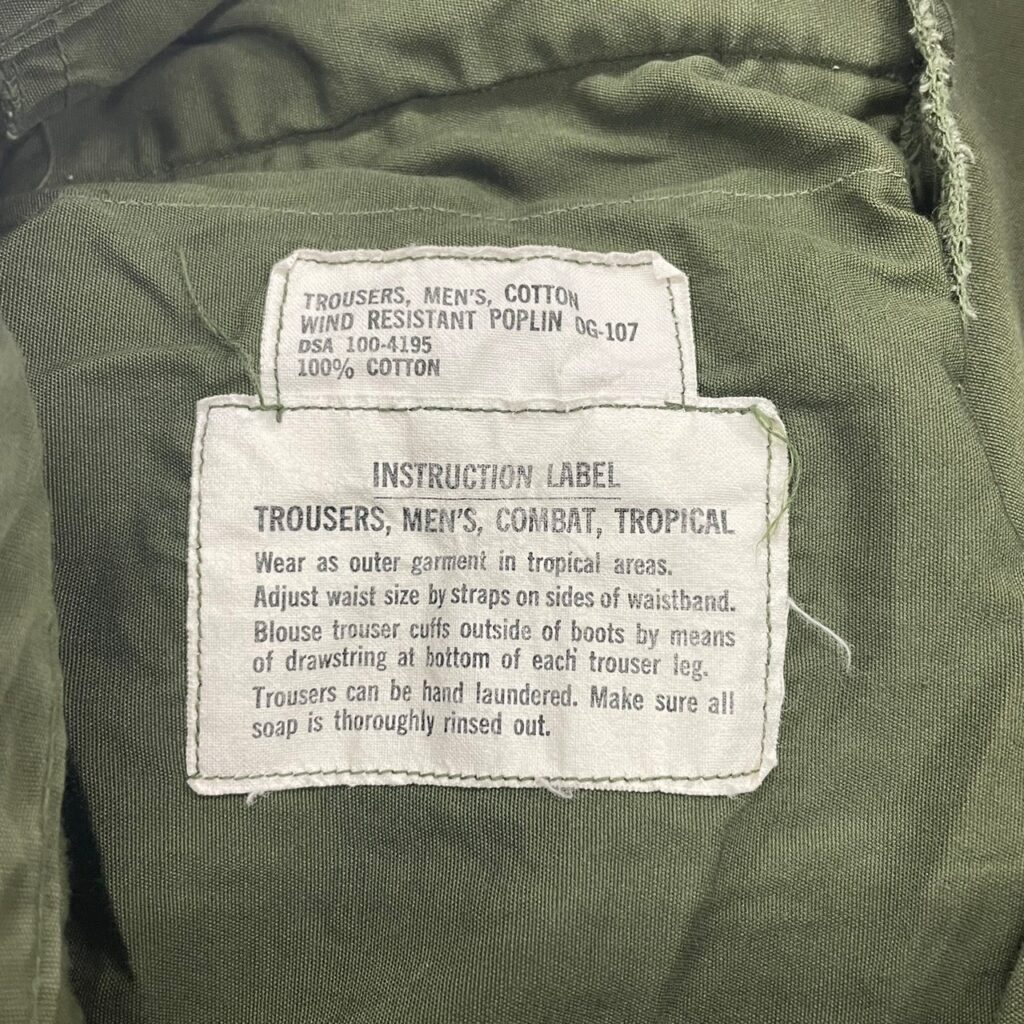 TROUSERS, MEN'S, COTTON
WIND RESISTANT POPLIN OG-107
DSA 100-4195
100% COTTON
INSTRUCTION LABEL
TROUSERS, MEN'S, COMBAT, TROPICAL
Wear as outer garment in tropical areas.
Adjust waist size by straps on sides of waistband.
Blouse trouser cuffs outside of boots by means
of drawstring at bottom of each trouser leg.
Trousers can be hand laundered. Make sure all
soap is thoroughly rinsed out.